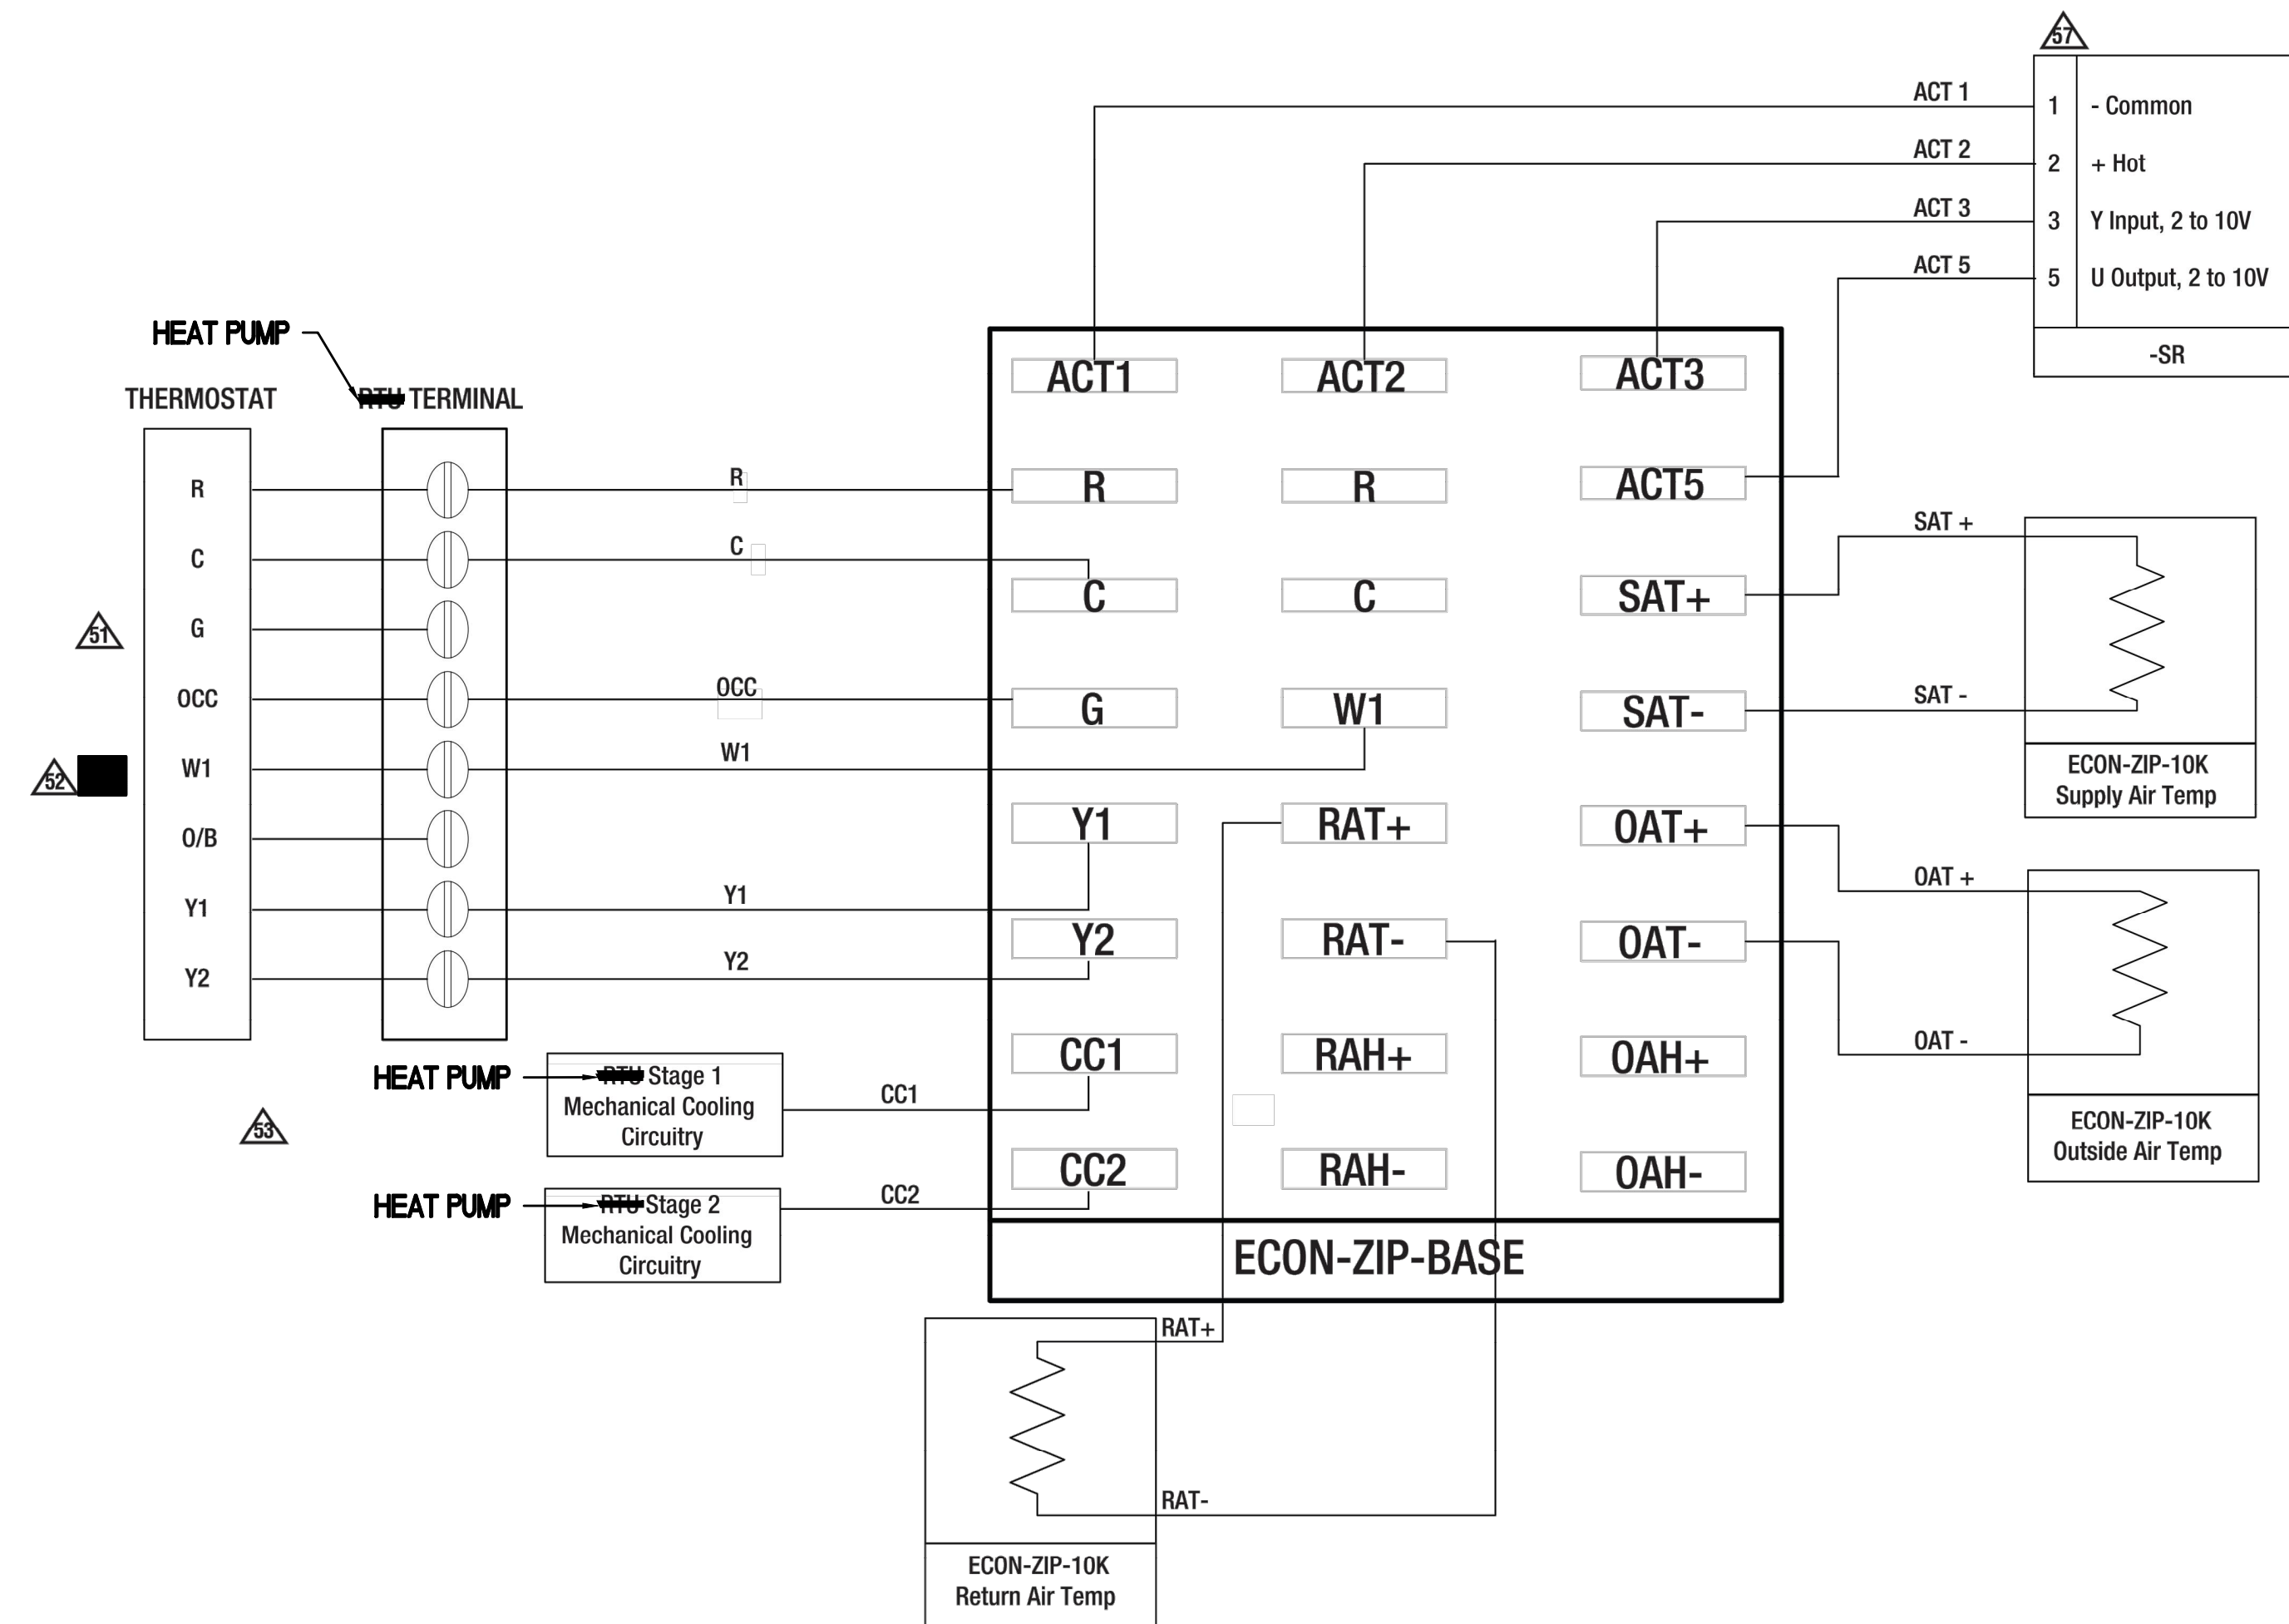 57
ACT 1
1
- Common
ACT 2
2
+ Hot
ACT 3
3
Y Input, 2 to 10V
ACT 5
5
U Output, 2 to 10V
-SR
HEAT PUMP
THERMOSTAT
RTU TERMINAL
ACT1
ACT2
ACT3
R
R
R
R
ACT5
C
C
C
C
SAT+
SAT +
51
G
OCC
OCC
G
W1
SAT-
SAT -
52
W1
W1
ECON-ZIP-10K
Supply Air Temp
O/B
Y1
RAT+
OAT+
OAT +
Y1
Y1
Y2
Y2
Y2
RAT-
OAT-
OAT -
HEAT PUMP
RTU Stage 1
Mechanical Cooling
Circuitry
CC1
CC1
RAH+
OAH+
53
ECON-ZIP-10K
Outside Air Temp
HEAT PUMP
RTU Stage 2
Mechanical Cooling
Circuitry
CC2
CC2
RAH-
OAH-
ECON-ZIP-BASE
RAT+
RAT-
ECON-ZIP-10K
Return Air Temp